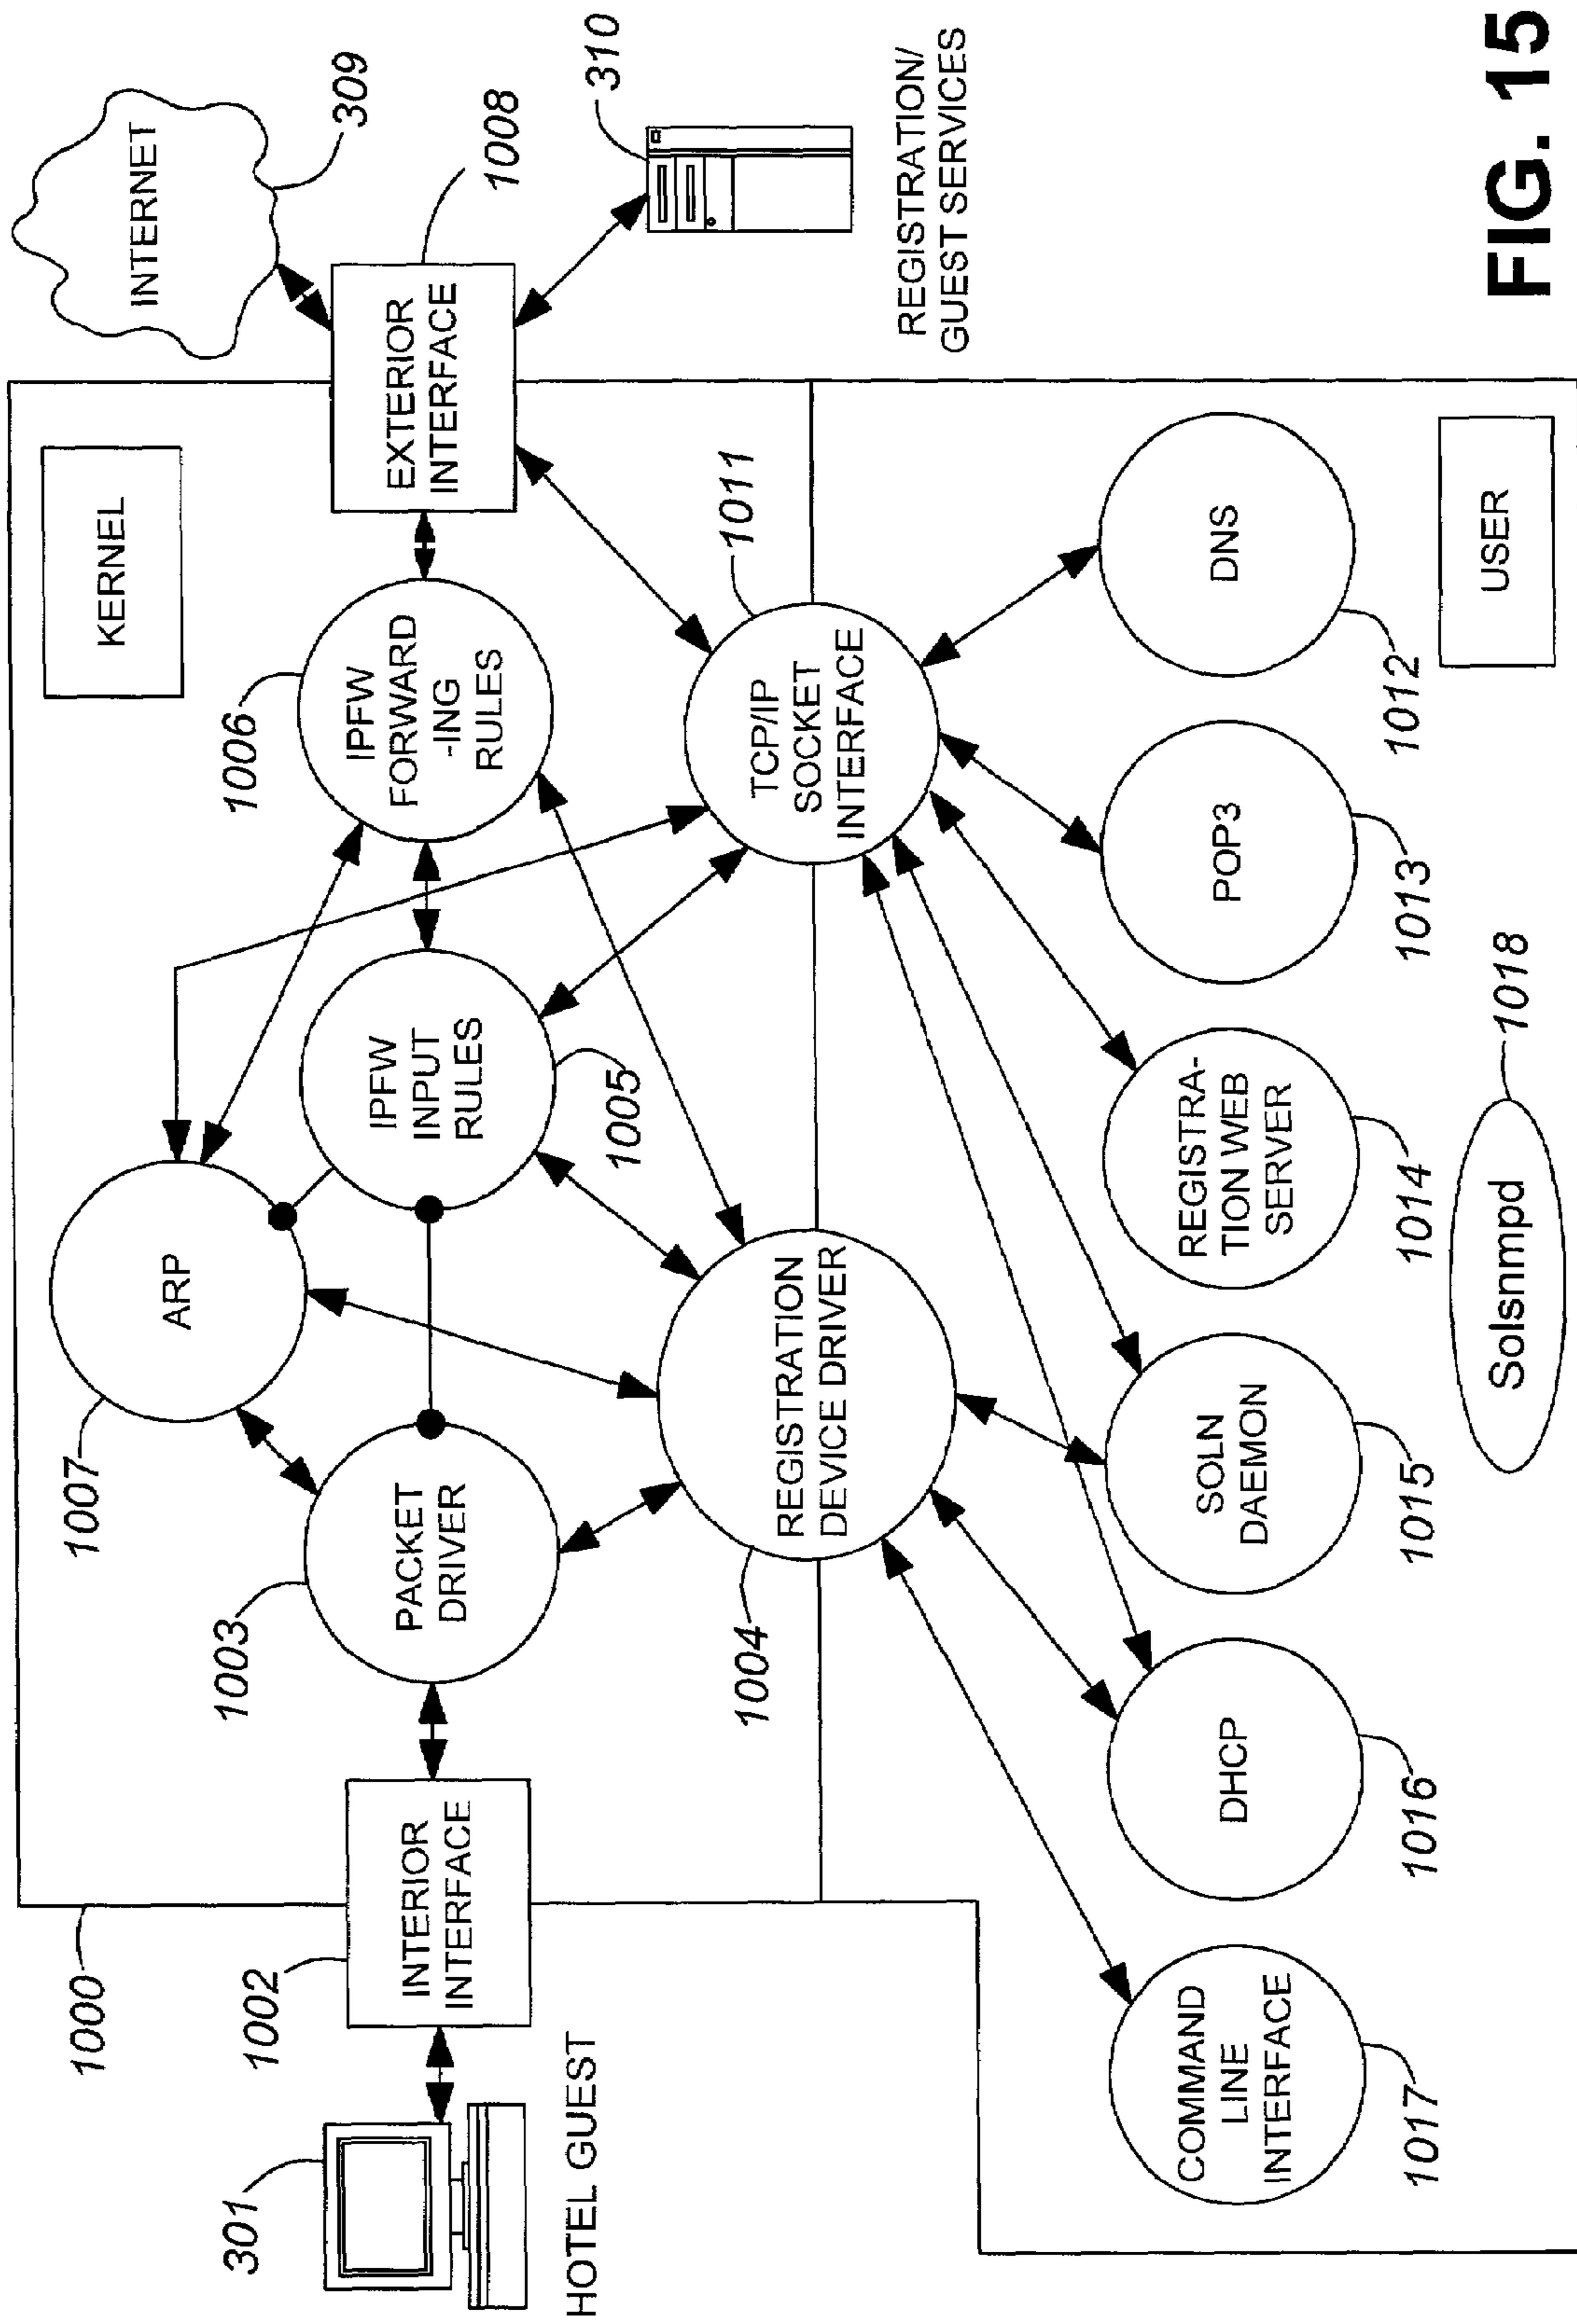 1000
KERNEL
INTERNET
309
1007
ARP
1006
IPFW
FORWARD
-ING
RULES
1008
EXTERIOR
INTERFACE
310
REGISTRATION/
GUEST SERVICES
301
HOTEL GUEST
1002
INTERIOR
INTERFACE
1003
PACKET
DRIVER
IPFW
INPUT
RULES
1005
1004
REGISTRATION
DEVICE DRIVER
1011
TCP/IP
SOCKET
INTERFACE
COMMAND
LINE
INTERFACE
1017
DHCP
1016
SOLN
DAEMON
1015
REGISTRA-
TION WEB
SERVER
1014
POP3
1013
DNS
1012
Solsnmpd
1018
USER
FIG. 15